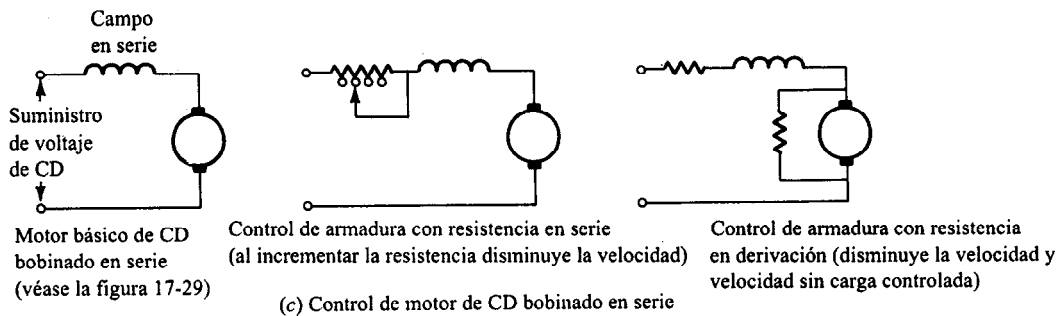 Campo
en serie
Suministro
de voltaje
de CD
Motor básico de CD
bobinado en serie
(véase la figura 17-29)
Control de armadura con resistencia en serie
(al incrementar la resistencia disminuye la velocidad)
Control de armadura con resistencia
en derivación (disminuye la velocidad y
velocidad sin carga controlada)
(c) Control de motor de CD bobinado en serie